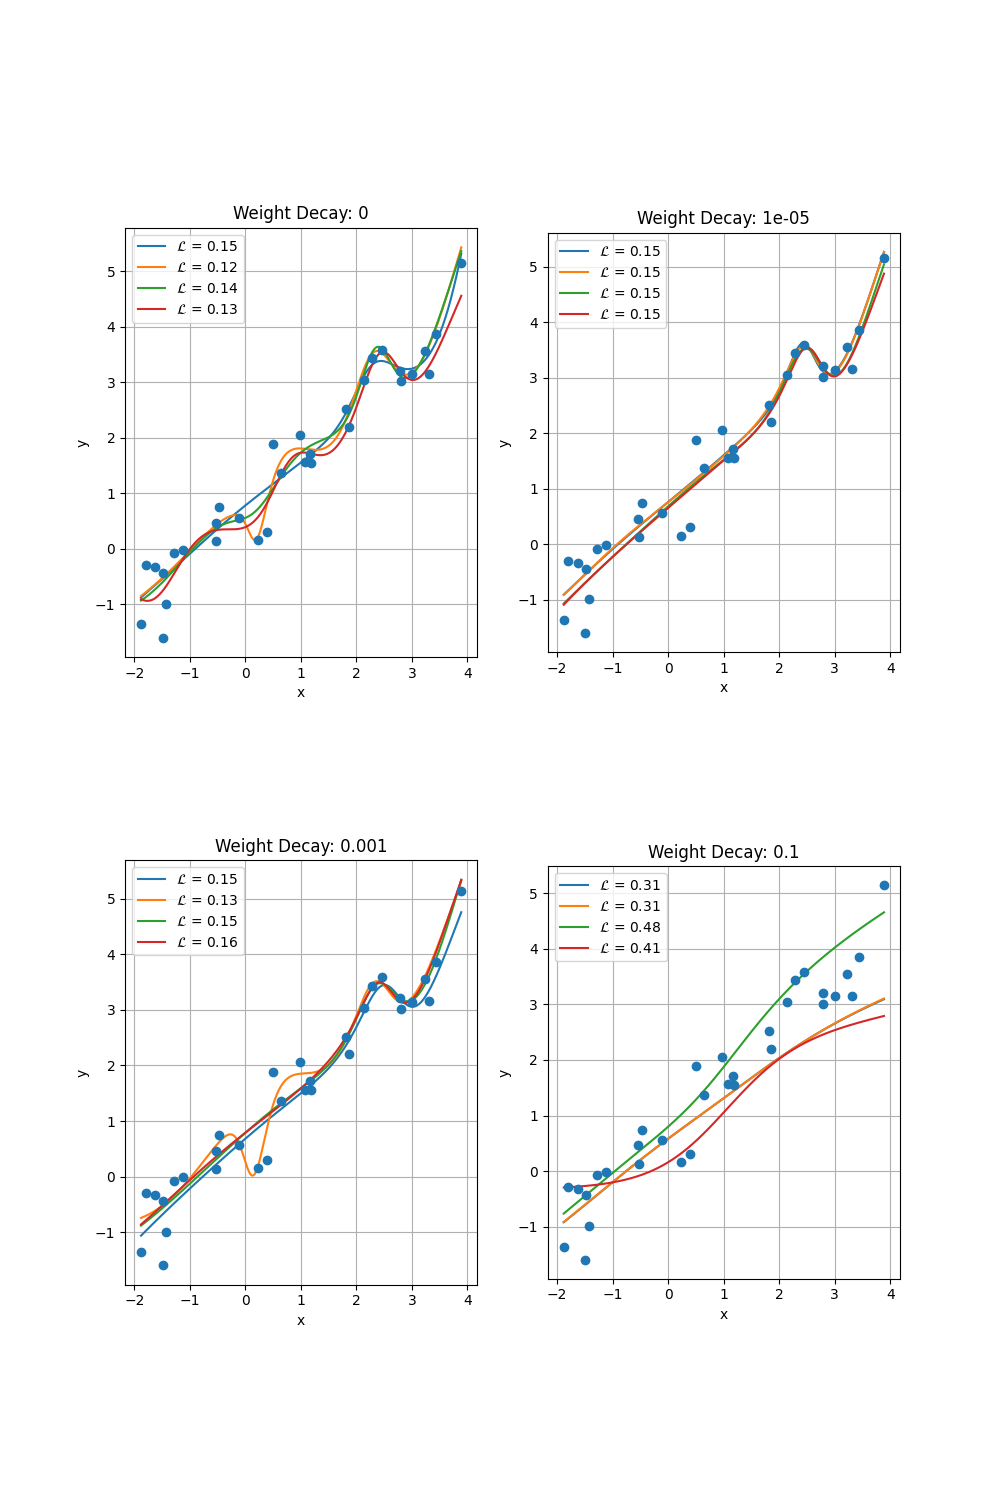 Weight Decay: 0
ℒ = 0.15
ℒ = 0.12
ℒ = 0.14
ℒ = 0.13
5
4
3
2
1
0
−1
y
−2 −1 0 1 2 3 4
x
Weight Decay: 1e-05
ℒ = 0.15
ℒ = 0.15
ℒ = 0.15
ℒ = 0.15
5
4
3
2
1
0
−1
y
−2 −1 0 1 2 3 4
x
Weight Decay: 0.001
ℒ = 0.15
ℒ = 0.13
ℒ = 0.15
ℒ = 0.16
5
4
3
2
1
0
−1
y
−2 −1 0 1 2 3 4
x
Weight Decay: 0.1
ℒ = 0.31
ℒ = 0.31
ℒ = 0.48
ℒ = 0.41
5
4
3
2
1
0
−1
y
−2 −1 0 1 2 3 4
x